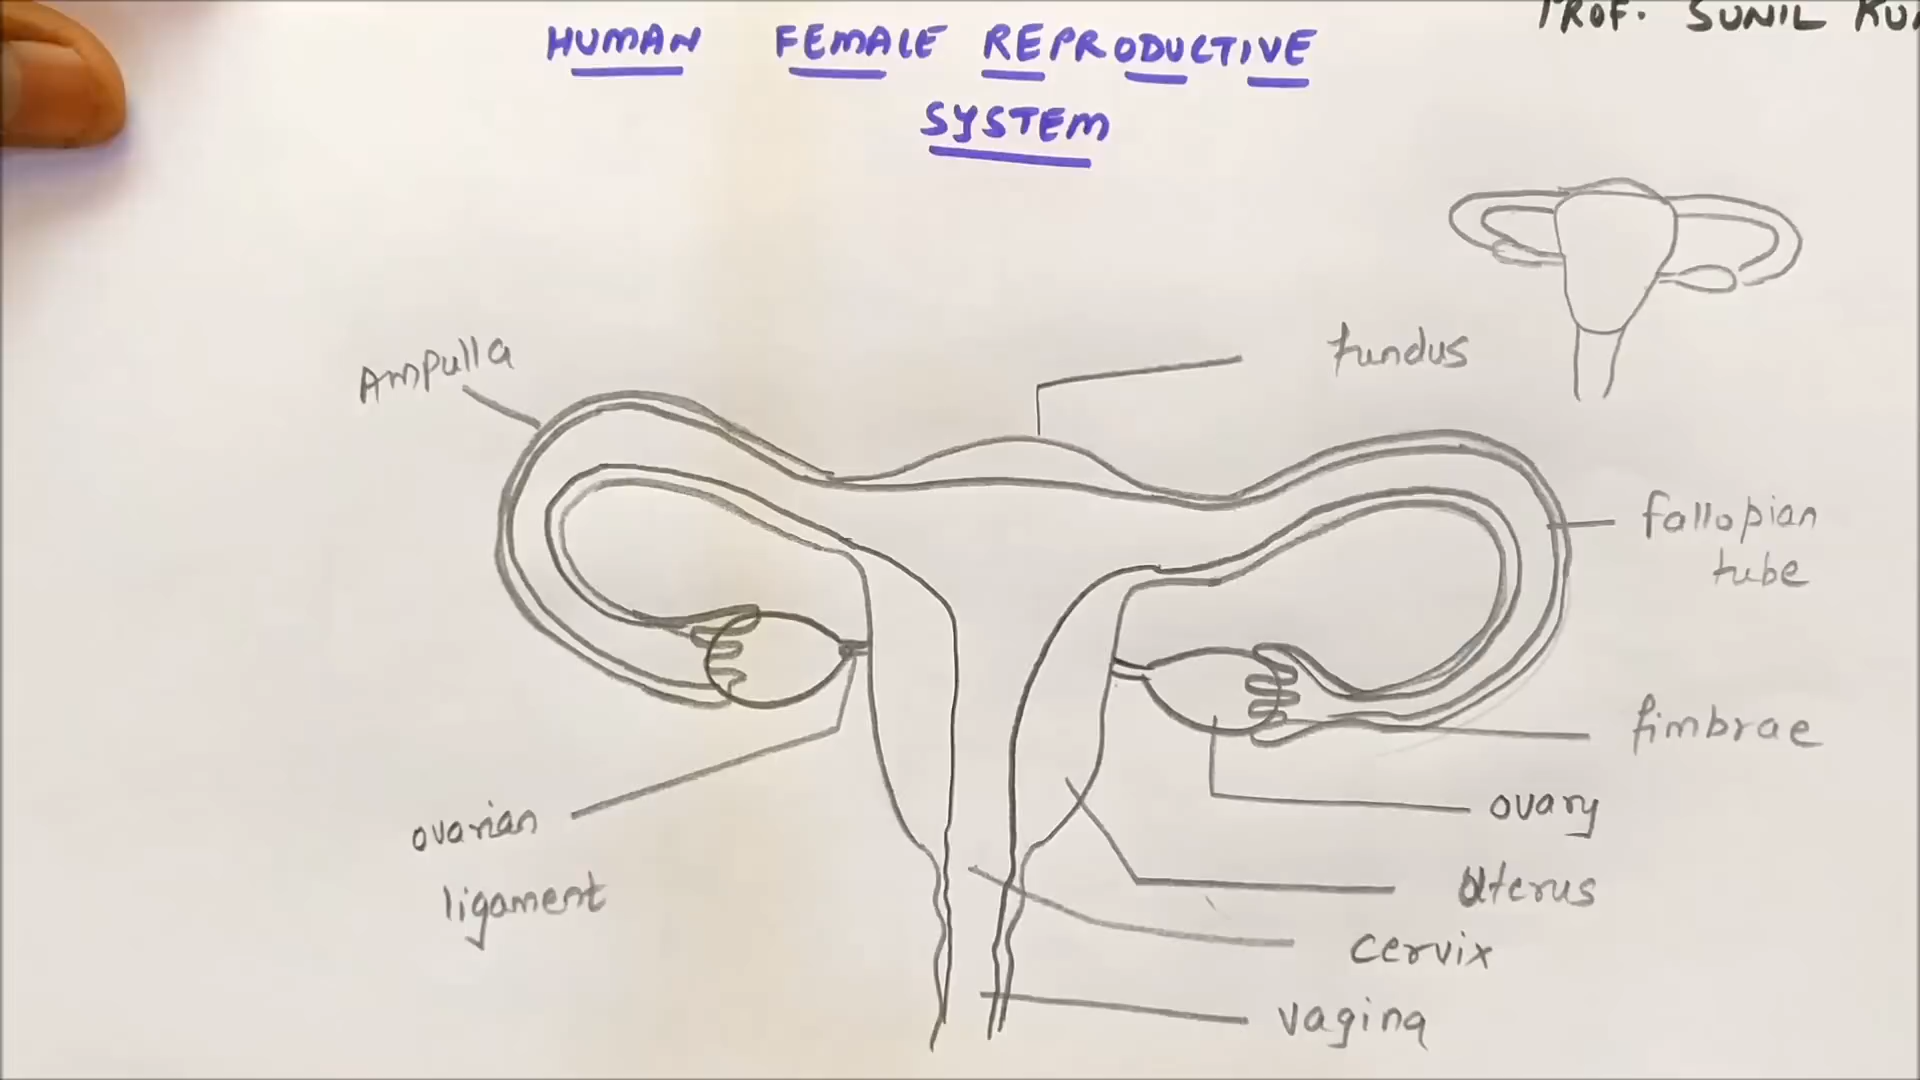 PROF. SUNIL
HUMAN FEMALE REPRODUCTIVE
SYSTEM
fundus
Ampulla
fallopian
tube
fimbrae
ovary
ovarian
ligament
Uterus
cervix
vagina